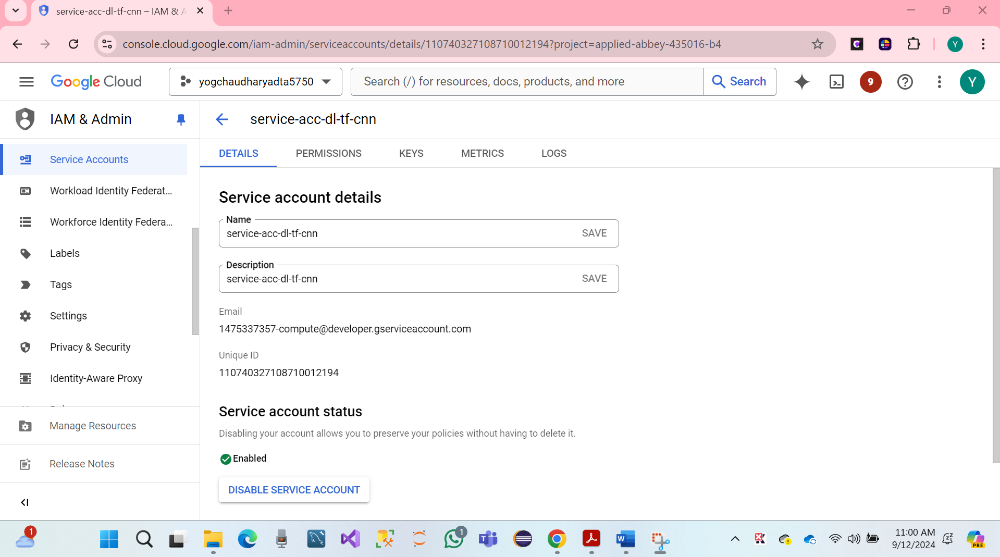 service-acc-dl-tf-cnn – IAM & A
console.cloud.google.com/iam-admin/serviceaccounts/details/110740327108710012194?project=applied-abbey-435016-b4
Y
Google Cloud
yogchaudharyadta5750
Search (/) for resources, docs, products, and more
Search
9
Y
IAM & Admin
service-acc-dl-tf-cnn
DETAILS PERMISSIONS KEYS METRICS LOGS
Service Accounts
Workload Identity Federat...
Workforce Identity Federa...
Labels
Tags
Settings
Privacy & Security
Identity-Aware Proxy
Manage Resources
Release Notes
Service account details
Name
service-acc-dl-tf-cnn SAVE
Description
service-acc-dl-tf-cnn SAVE
Email
1475337357-compute@developer.gserviceaccount.com
Unique ID
110740327108710012194
Service account status
Disabling your account allows you to preserve your policies without having to delete it.
Enabled
DISABLE SERVICE ACCOUNT
1
1
11:00 AM
9/12/2024
PRE